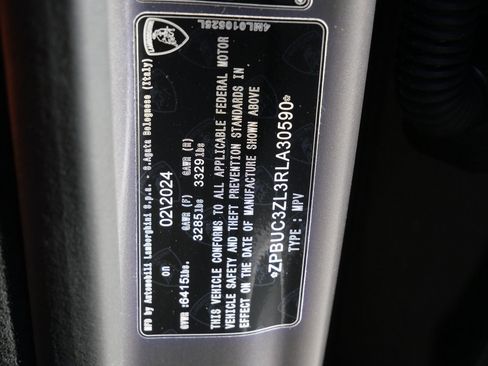 4ML010525L
MFD by Automobili Lamborghini S.p.a. - S.Agata Bolognese (Italy)
on 02\2024
GVWR :6415lbs. GAWR (F) 3285lbs GAWR (R) 3329lbs
THIS VEHICLE CONFORMS TO ALL APPLICABLE FEDERAL MOTOR
VEHICLE SAFETY AND THEFT PREVENTION STANDARDS IN
EFFECT ON THE DATE OF MANUFACTURE SHOWN ABOVE
ZPBUC3ZL3RLA30590
TYPE : MPV